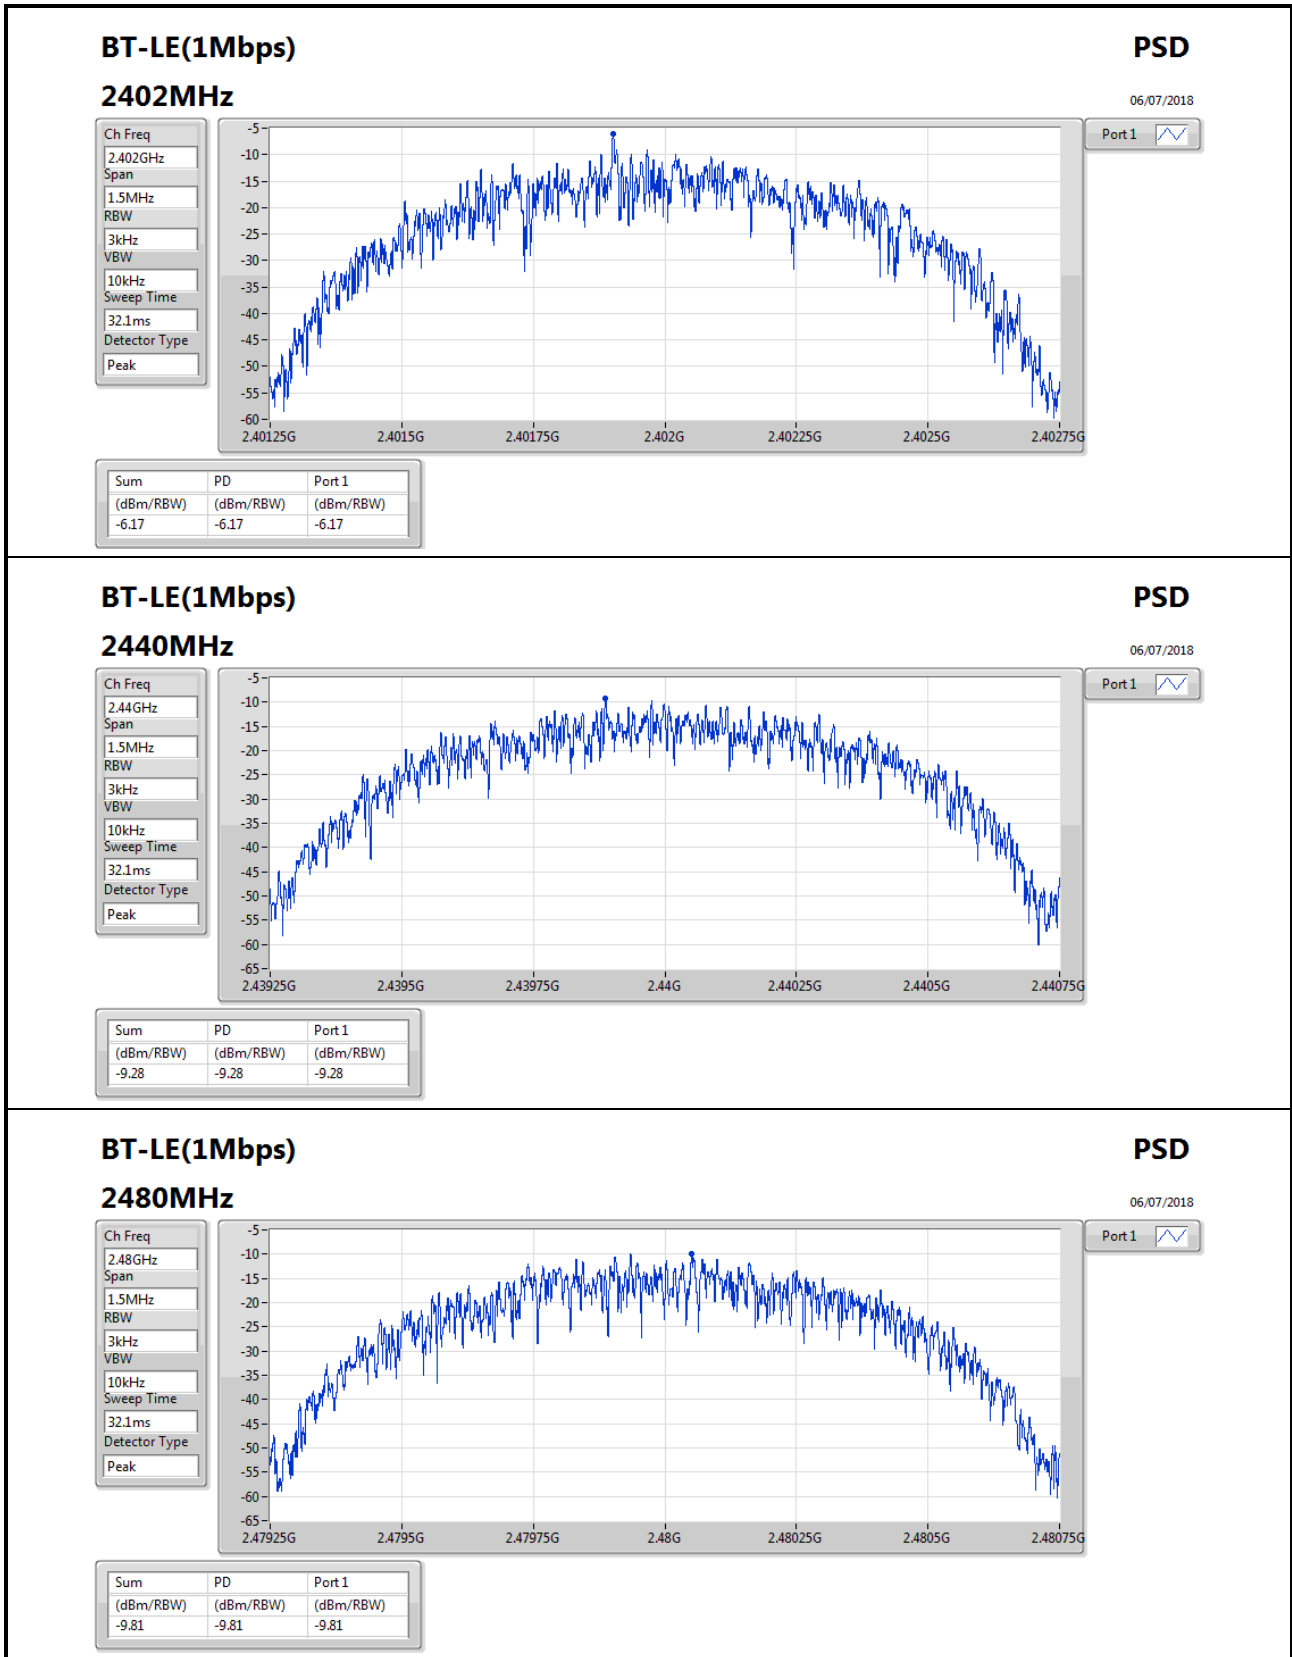 BT-LE(1Mbps) PSD
2402MHz 06/07/2018
Ch Freq
2.402GHz
Span
1.5MHz
RBW
3kHz
VBW
10kHz
Sweep Time
32.1ms
Detector Type
Peak
-5
-10
-15
-20
-25
-30
-35
-40
-45
-50
-55
-60
2.40125G 2.4015G 2.40175G 2.402G 2.40225G 2.4025G 2.40275G
Port 1
Sum PD Port 1
(dBm/RBW) (dBm/RBW) (dBm/RBW)
-6.17 -6.17 -6.17
BT-LE(1Mbps) PSD
2440MHz 06/07/2018
Ch Freq
2.44GHz
Span
1.5MHz
RBW
3kHz
VBW
10kHz
Sweep Time
32.1ms
Detector Type
Peak
-5
-10
-15
-20
-25
-30
-35
-40
-45
-50
-55
-60
-65
2.43925G 2.4395G 2.43975G 2.44G 2.44025G 2.4405G 2.44075G
Port 1
Sum PD Port 1
(dBm/RBW) (dBm/RBW) (dBm/RBW)
-9.28 -9.28 -9.28
BT-LE(1Mbps) PSD
2480MHz 06/07/2018
Ch Freq
2.48GHz
Span
1.5MHz
RBW
3kHz
VBW
10kHz
Sweep Time
32.1ms
Detector Type
Peak
-5
-10
-15
-20
-25
-30
-35
-40
-45
-50
-55
-60
-65
2.47925G 2.4795G 2.47975G 2.48G 2.48025G 2.4805G 2.48075G
Port 1
Sum PD Port 1
(dBm/RBW) (dBm/RBW) (dBm/RBW)
-9.81 -9.81 -9.81